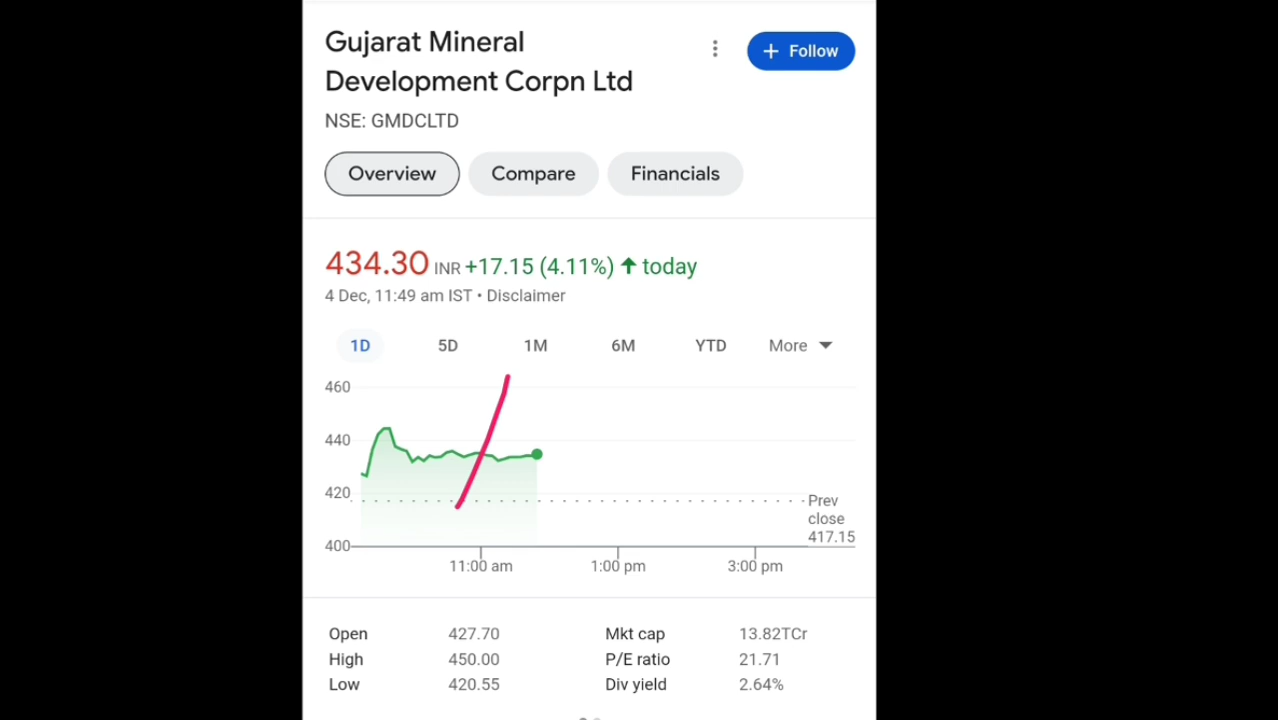 Gujarat Mineral
Development Corpn Ltd
+ Follow
NSE: GMDCLTD
Overview Compare Financials
434.30 INR +17.15 (4.11%) ↑ today
4 Dec, 11:49 am IST • Disclaimer
1D 5D 1M 6M YTD More
460
440
420
400
Prev
close
417.15
11:00 am 1:00 pm 3:00 pm
Open 427.70 Mkt cap 13.82TCr
High 450.00 P/E ratio 21.71
Low 420.55 Div yield 2.64%